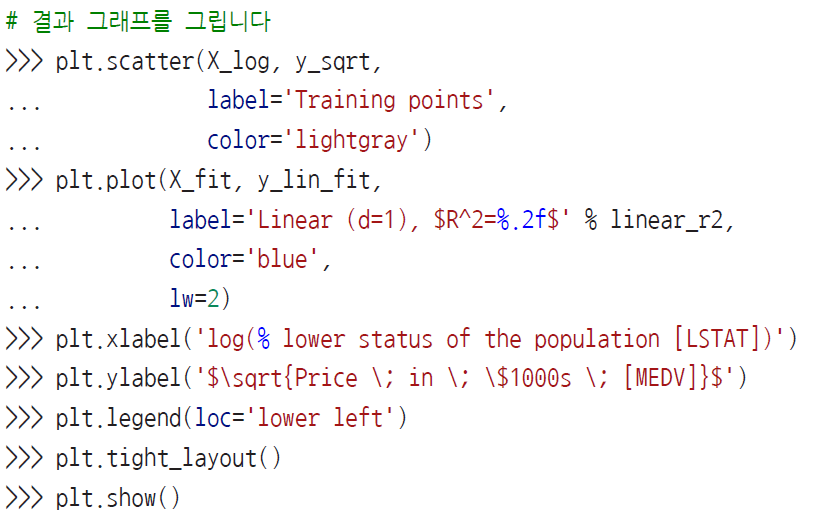 # 결과 그래프를 그립니다
>>> plt.scatter(X_log, y_sqrt,
...             label='Training points',
...             color='lightgray')
>>> plt.plot(X_fit, y_lin_fit,
...          label='Linear (d=1), $R^2=%.2f$' % linear_r2,
...          color='blue',
...          lw=2)
>>> plt.xlabel('log(% lower status of the population [LSTAT])')
>>> plt.ylabel('$\sqrt{Price \; in \; \$1000s \; [MEDV]}$')
>>> plt.legend(loc='lower left')
>>> plt.tight_layout()
>>> plt.show()